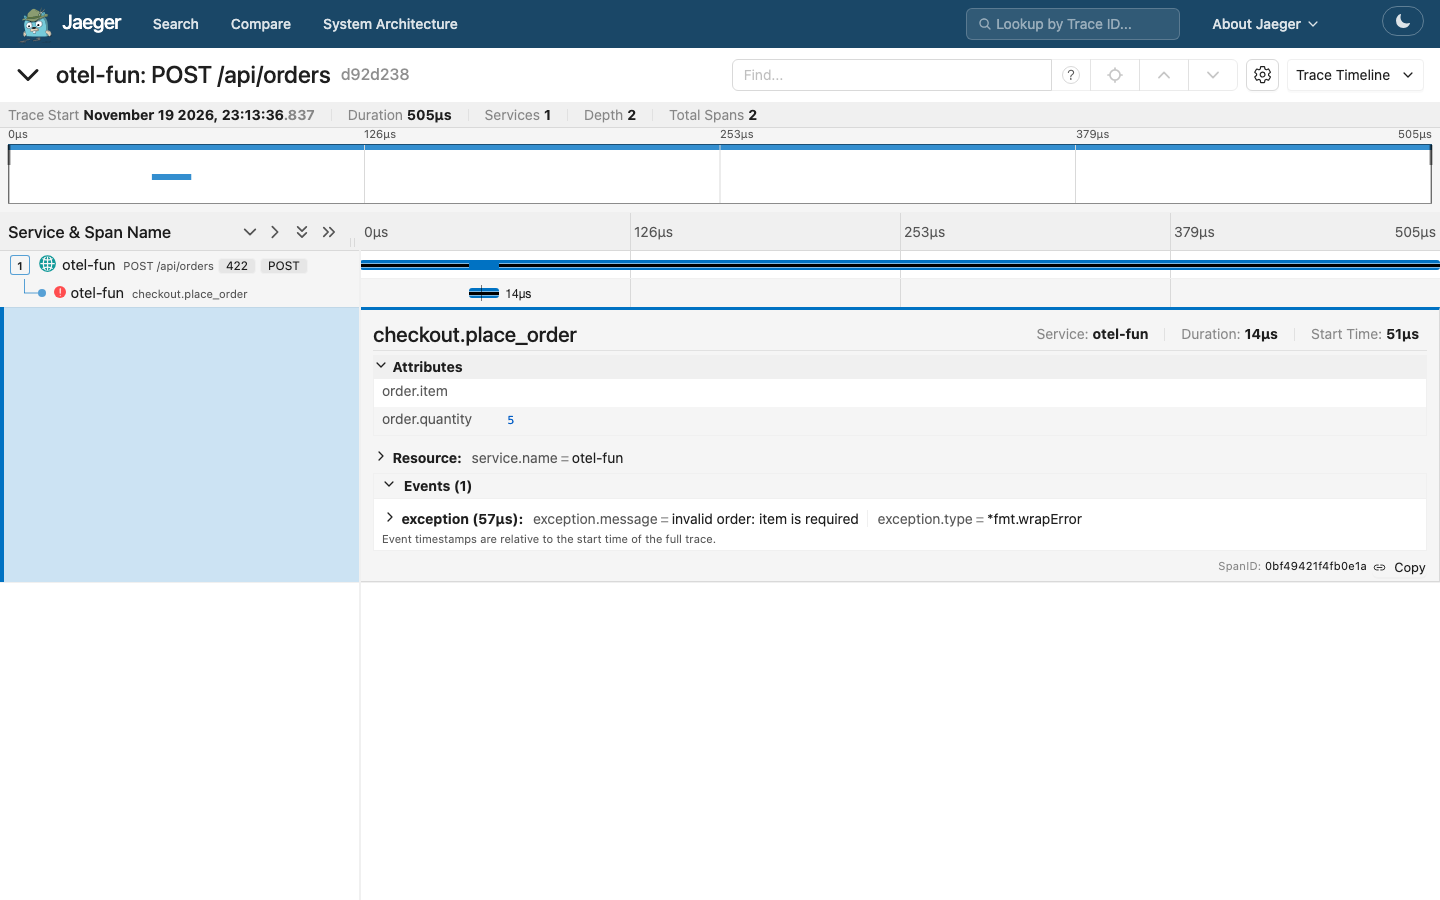 Jaeger Search Compare System Architecture Lookup by Trace ID... About Jaeger
otel-fun: POST /api/orders d92d238 Find... ? Trace Timeline
Trace Start November 19 2026, 23:13:36.837 Duration 505μs Services 1 Depth 2 Total Spans 2
0μs 126μs 253μs 379μs 505μs
Service & Span Name 0μs 126μs 253μs 379μs 505μs
1 otel-fun POST /api/orders 422 POST
otel-fun checkout.place_order 14μs
checkout.place_order Service: otel-fun Duration: 14μs Start Time: 51μs
Attributes
order.item
order.quantity 5
Resource: service.name = otel-fun
Events (1)
exception (57μs): exception.message = invalid order: item is required exception.type = *fmt.wrapError
Event timestamps are relative to the start time of the full trace.
SpanID: 0bf49421f4fb0e1a Copy